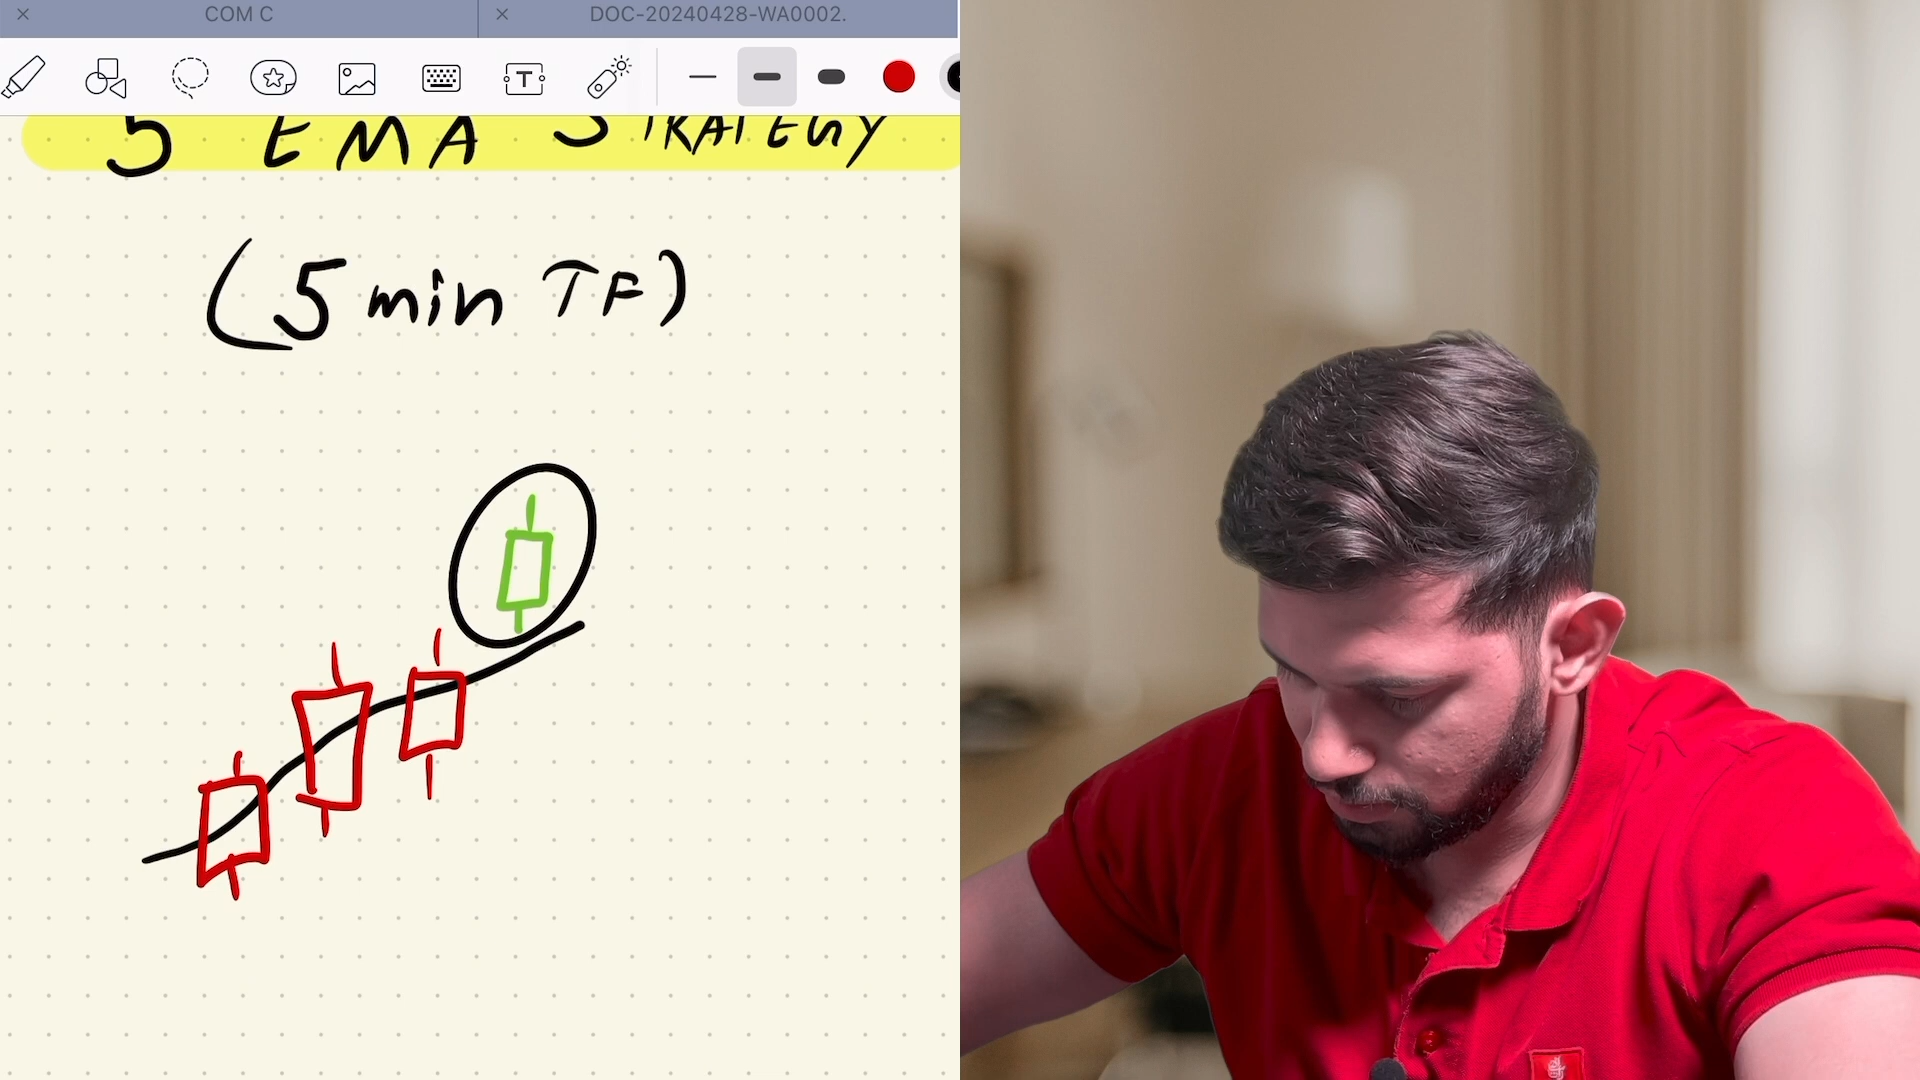 COM C
DOC-20240428-WA0002.
T
5 EMA STRATEGY
(5 min TF)